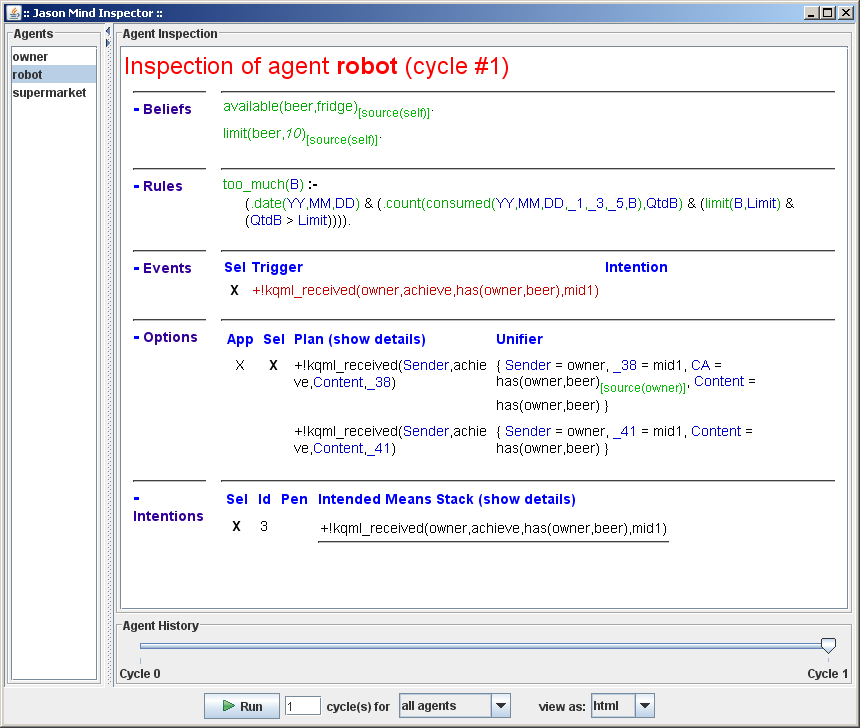 :: Jason Mind Inspector ::
Agents
owner
robot
supermarket
Agent Inspection
Inspection of agent robot (cycle #1)
- Beliefs
available(beer,fridge)[source(self)].
limit(beer,10)[source(self)].
- Rules
too_much(B) :-
(.date(YY,MM,DD) & (.count(consumed(YY,MM,DD,_1,_3,_5,B),QtdB) & (limit(B,Limit) &
(QtdB > Limit)))).
- Events
Sel Trigger Intention
X +!kqml_received(owner,achieve,has(owner,beer),mid1)
- Options
App Sel Plan (show details) Unifier
X X +!kqml_received(Sender,achie { Sender = owner, _38 = mid1, CA =
ve,Content,_38) has(owner,beer)[source(owner)], Content =
has(owner,beer) }
+!kqml_received(Sender,achie { Sender = owner, _41 = mid1, Content =
ve,Content,_41) has(owner,beer) }
-
Intentions
Sel Id Pen Intended Means Stack (show details)
X 3 +!kqml_received(owner,achieve,has(owner,beer),mid1)
Agent History
Cycle 0 Cycle 1
Run 1 cycle(s) for all agents view as: html